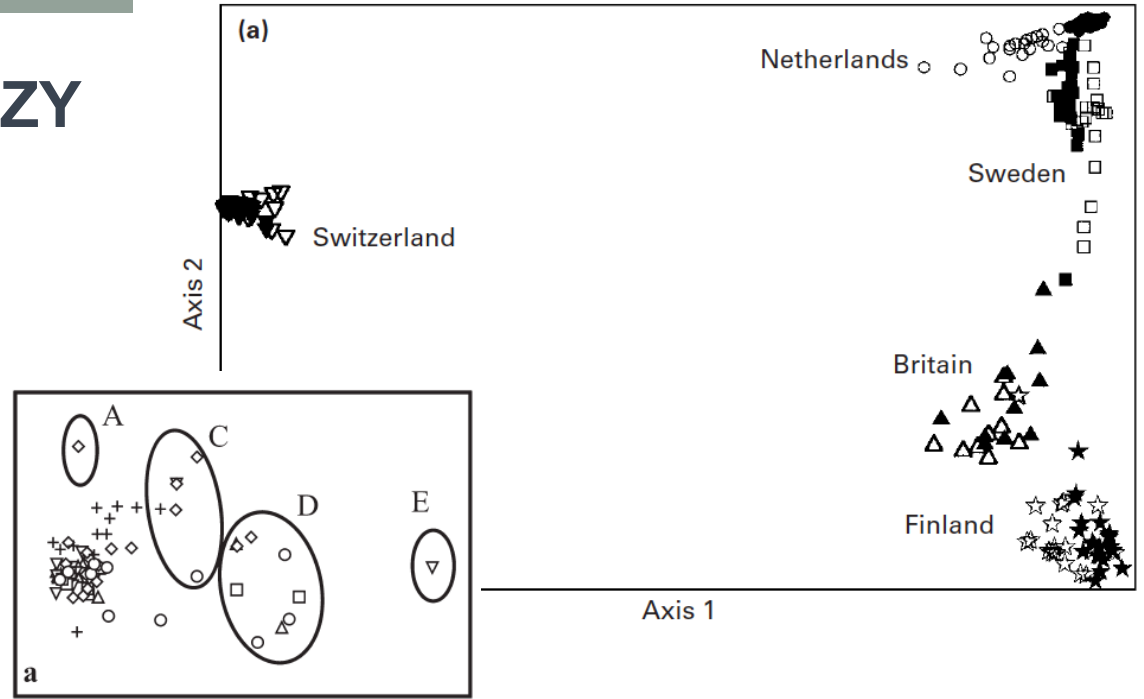 ZY
(a)
Netherlands
Sweden
Switzerland
Axis 2
Britain
Finland
Axis 1
A
C
D
E
a